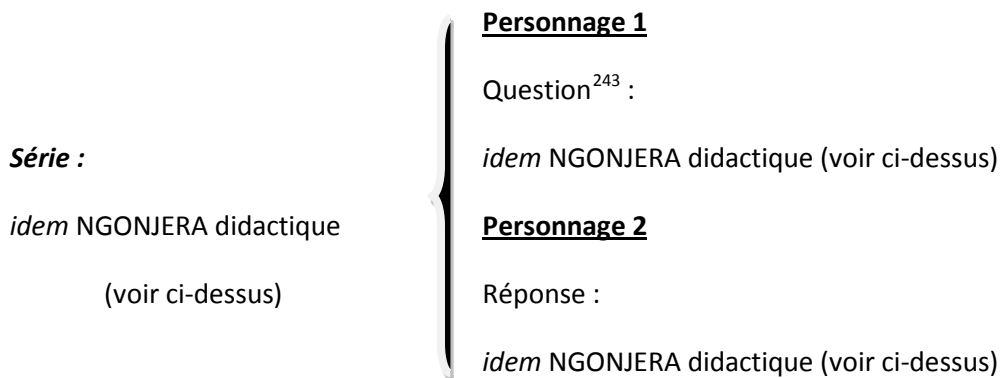 Série :
idem NGONJERA didactique
(voir ci-dessus)
Personnage 1
Question243 :
idem NGONJERA didactique (voir ci-dessus)
Personnage 2
Réponse :
idem NGONJERA didactique (voir ci-dessus)